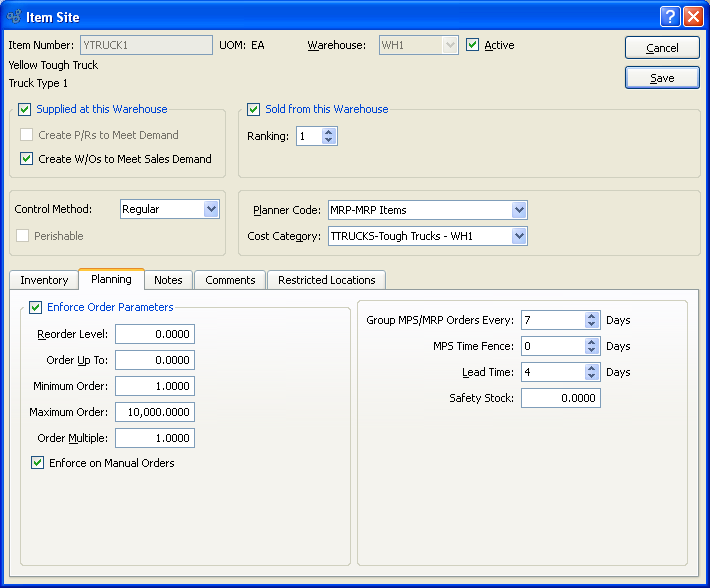 Item Site
Item Number: YTRUCK1 UOM: EA Warehouse: WH1 Active Cancel
Yellow Tough Truck
Truck Type 1 Save
Supplied at this Warehouse Sold from this Warehouse
Create P/Rs to Meet Demand Ranking: 1
Create W/Os to Meet Sales Demand
Control Method: Regular Planner Code: MRP-MRP Items
Perishable Cost Category: TTRUCKS-Tough Trucks - WH1
Inventory Planning Notes Comments Restricted Locations
Enforce Order Parameters Group MPS/MRP Orders Every: 7 Days
Reorder Level: 0.0000
Order Up To: 0.0000 MPS Time Fence: 0 Days
Minimum Order: 1.0000 Lead Time: 4 Days
Maximum Order: 10,000.0000 Safety Stock: 0.0000
Order Multiple: 1.0000
Enforce on Manual Orders